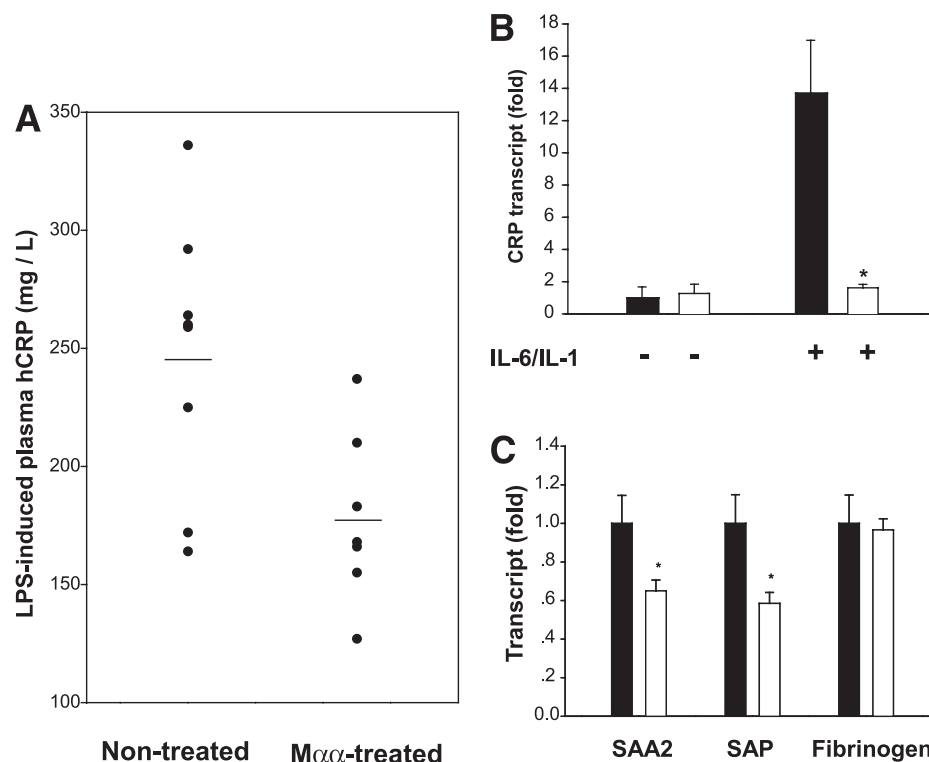 A
LPS-induced plasma hCRP (mg / L)
350
300
250
200
150
100
Non-treated
Mαα-treated
B
CRP transcript (fold)
18
16
14
12
10
8
6
4
2
0
*
IL-6/IL-1 - - + +
C
Transcript (fold)
1.4
1.2
1.0
.8
.6
.4
.2
0.0
* *
SAA2 SAP Fibrinogen